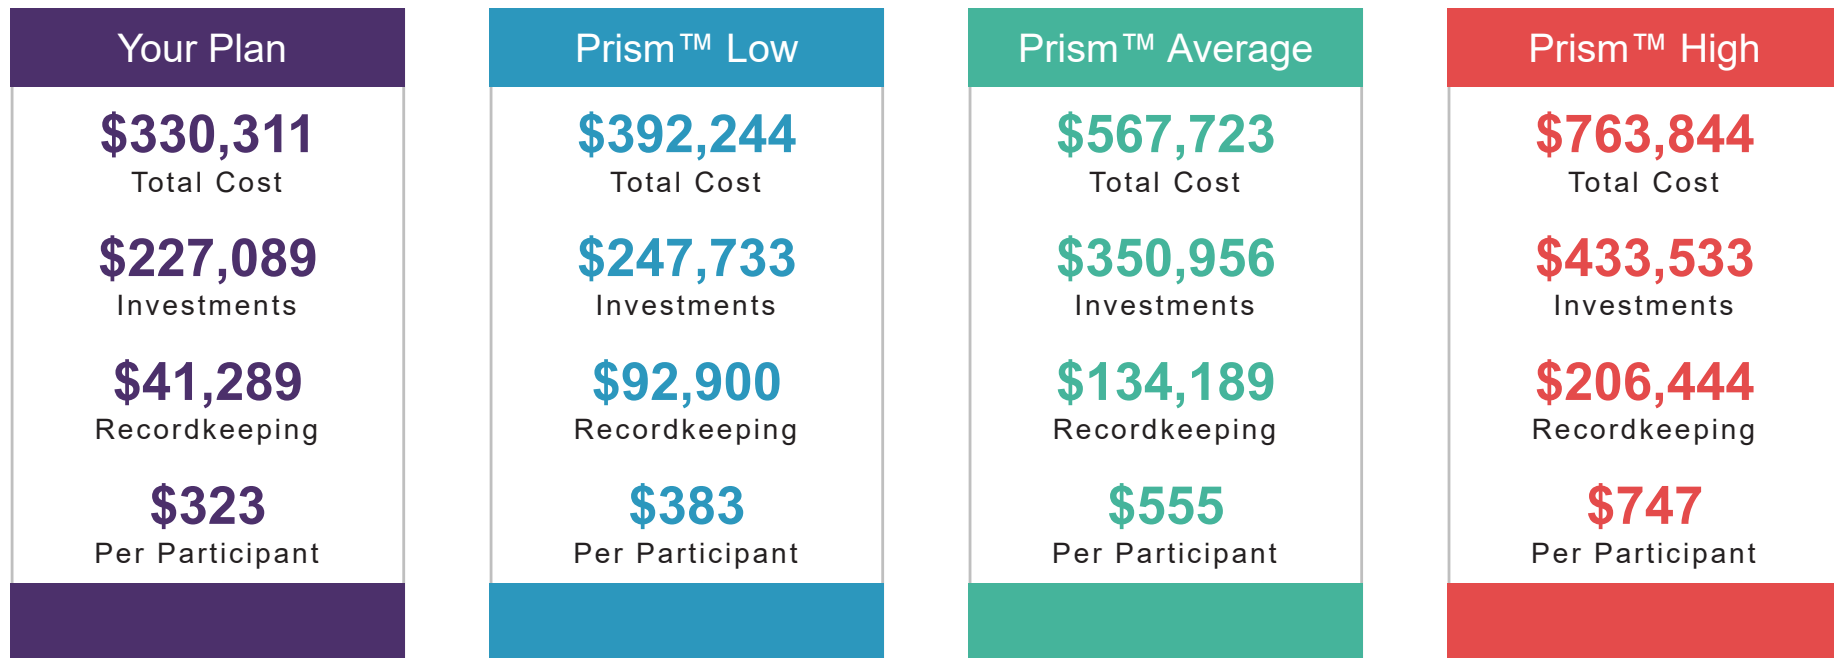 Your Plan
$330,311
Total Cost
$227,089
Investments
$41,289
Recordkeeping
$323
Per Participant
Prism™ Low
$392,244
Total Cost
$247,733
Investments
$92,900
Recordkeeping
$383
Per Participant
Prism™ Average
$567,723
Total Cost
$350,956
Investments
$134,189
Recordkeeping
$555
Per Participant
Prism™ High
$763,844
Total Cost
$433,533
Investments
$206,444
Recordkeeping
$747
Per Participant